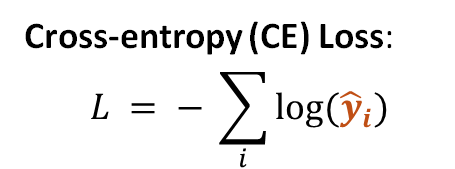 Cross-entropy (CE) Loss:
L = − ∑ log(ŷᵢ)
i